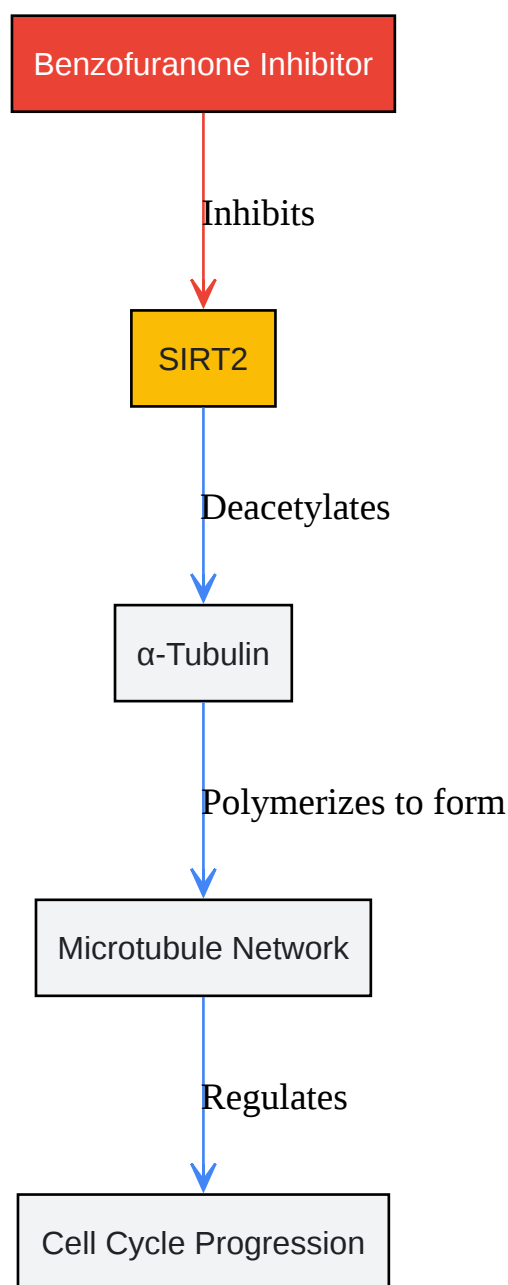 Benzofuranone Inhibitor
Inhibits
SIRT2
Deacetylates
α-Tubulin
Polymerizes to form
Microtubule Network
Regulates
Cell Cycle Progression